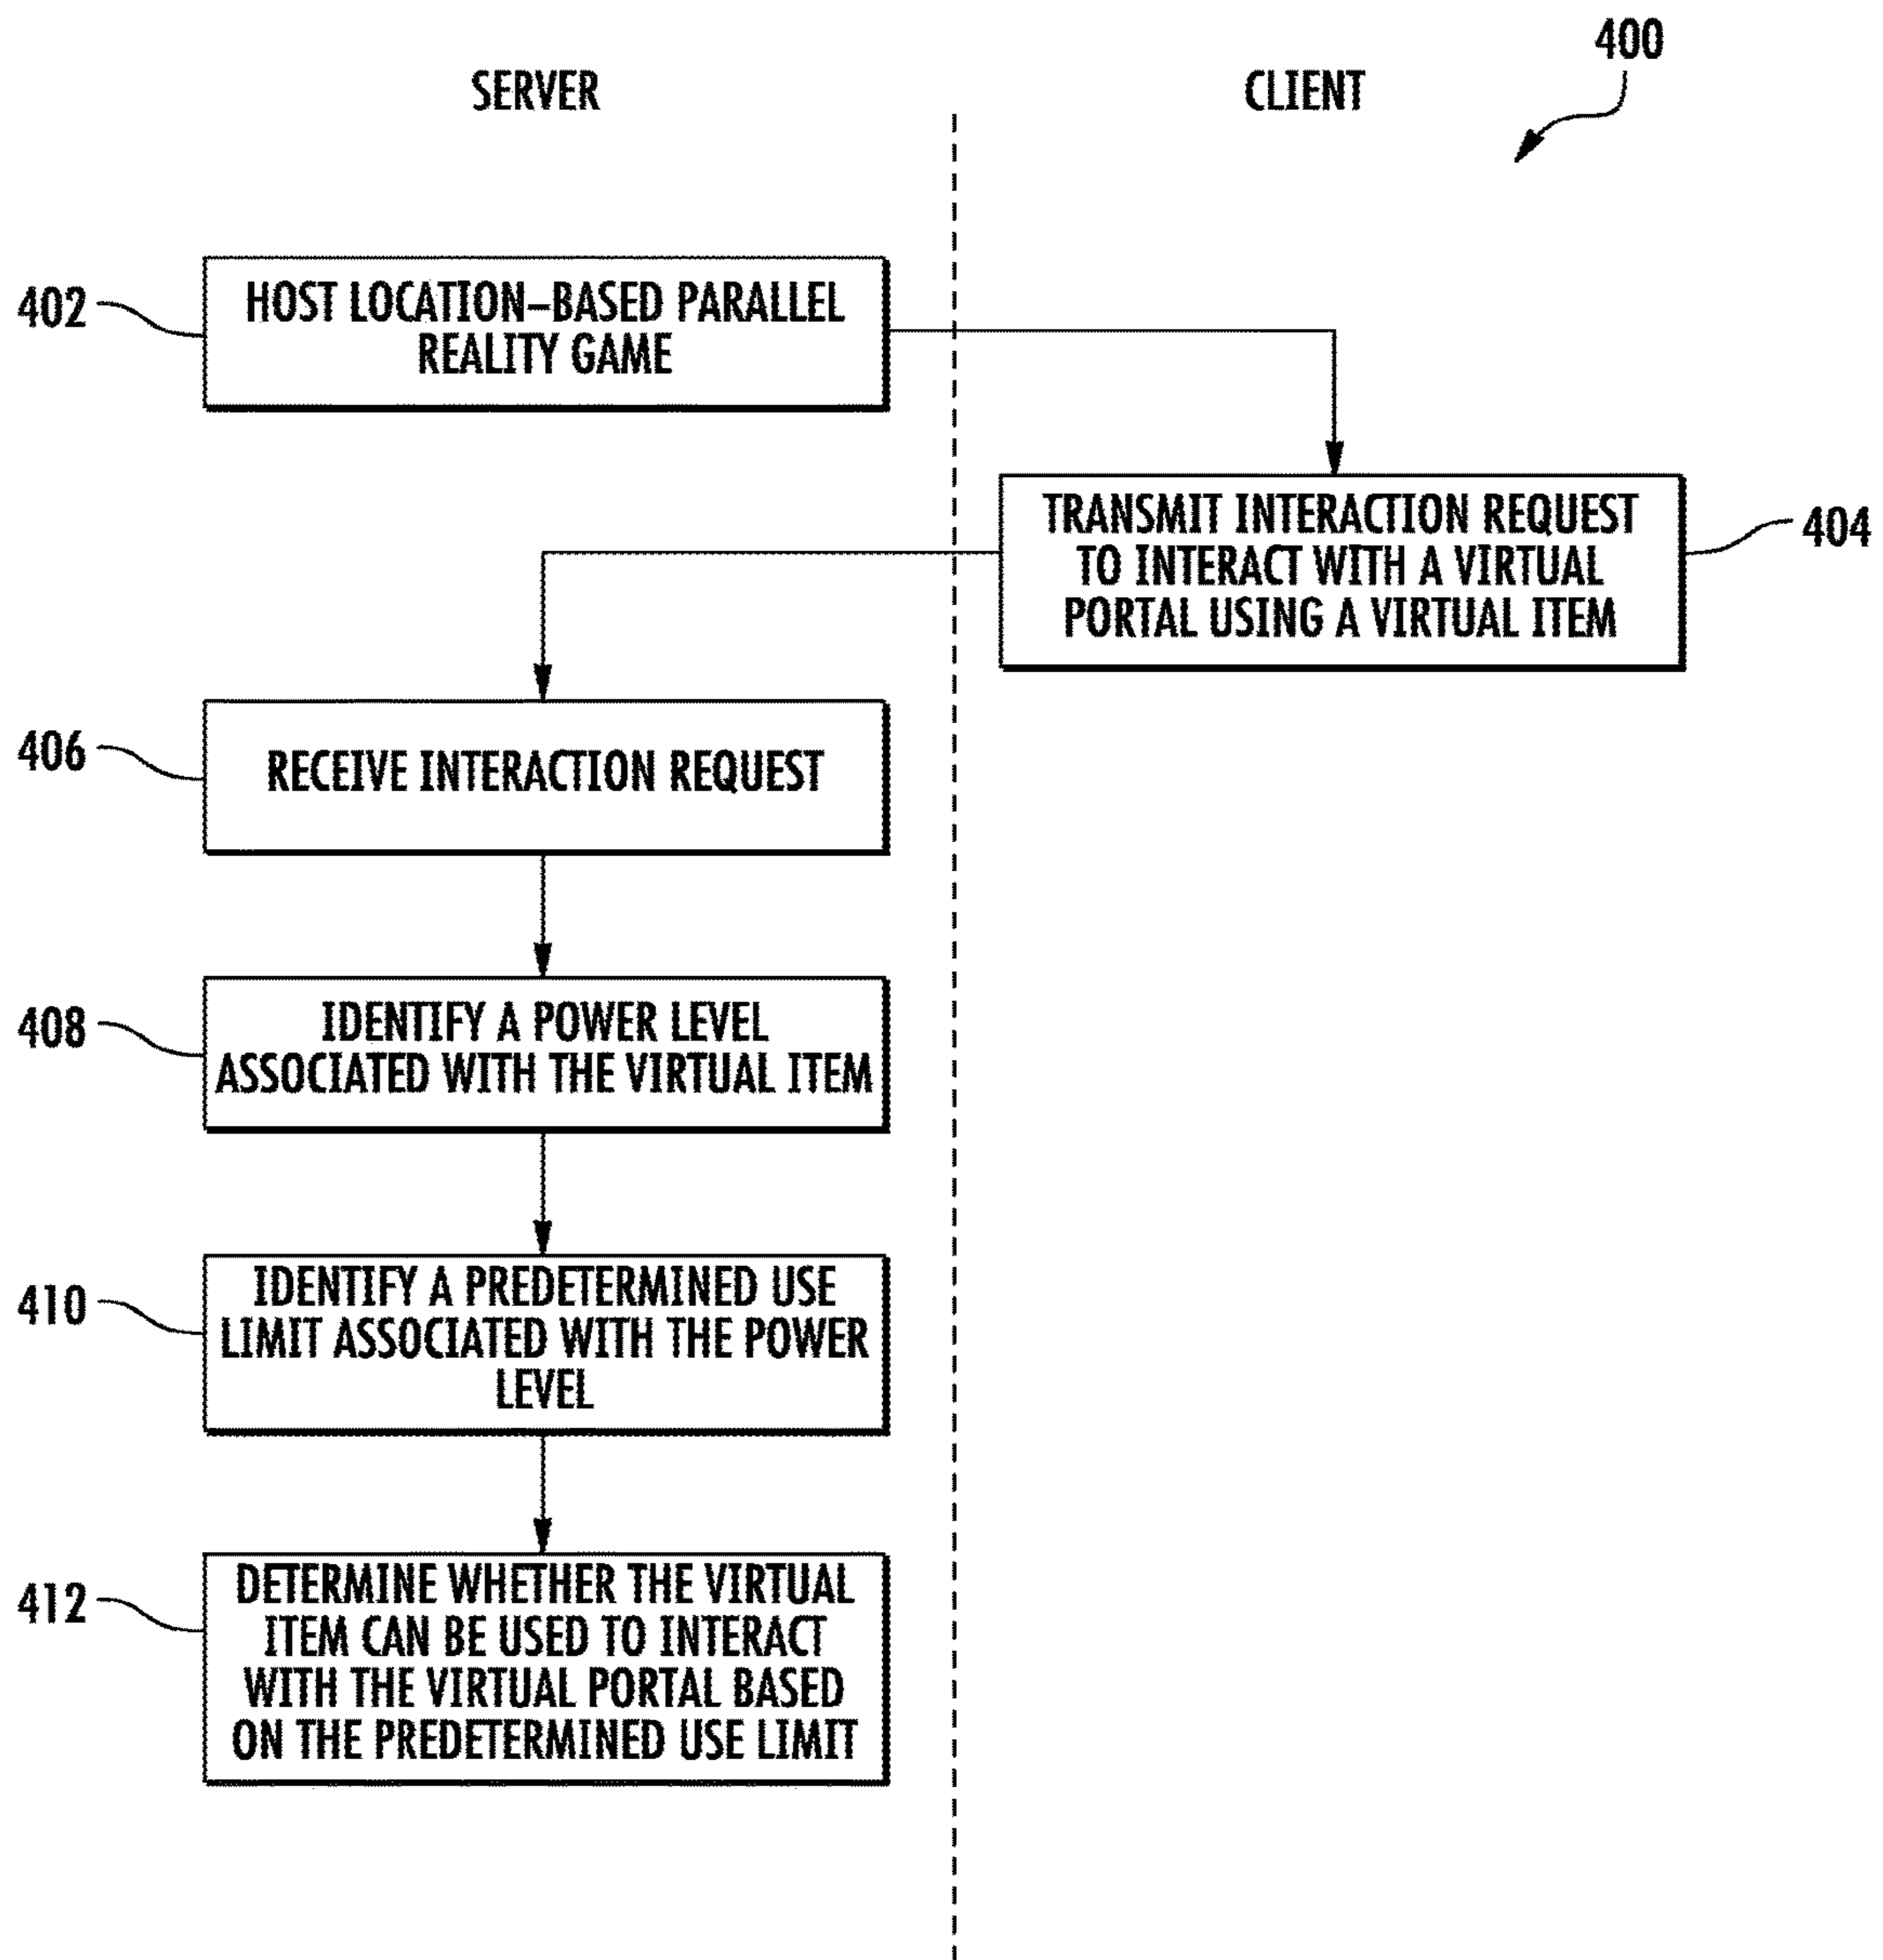 400
SERVER
CLIENT
402
HOST LOCATION–BASED PARALLEL
REALITY GAME
TRANSMIT INTERACTION REQUEST
TO INTERACT WITH A VIRTUAL
PORTAL USING A VIRTUAL ITEM
404
406
RECEIVE INTERACTION REQUEST
408
IDENTIFY A POWER LEVEL
ASSOCIATED WITH THE VIRTUAL ITEM
410
IDENTIFY A PREDETERMINED USE
LIMIT ASSOCIATED WITH THE POWER
LEVEL
412
DETERMINE WHETHER THE VIRTUAL
ITEM CAN BE USED TO INTERACT
WITH THE VIRTUAL PORTAL BASED
ON THE PREDETERMINED USE LIMIT